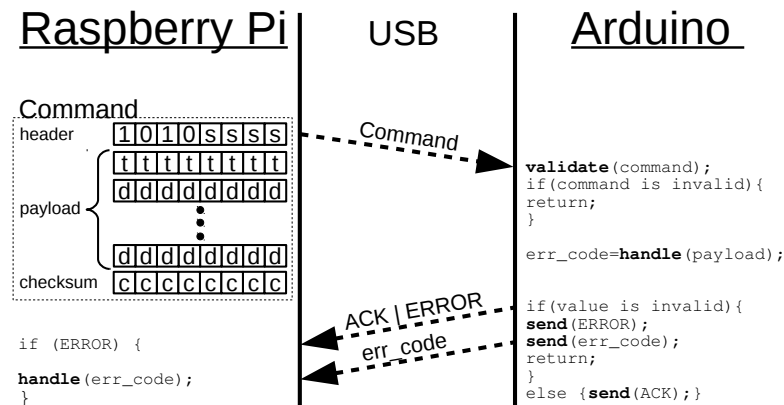 Raspberry Pi
USB
Arduino
Command
header
1 0 1 0 s s s s
t t t t t t t t
d d d d d d d d
payload
d d d d d d d d
checksum
c c c c c c c c
if (ERROR) {
handle(err_code);
}
Command
ACK | ERROR
err_code
validate(command);
if(command is invalid){
return;
}
err_code=handle(payload);
if(value is invalid){
send(ERROR);
send(err_code);
return;
}
else {send(ACK);}